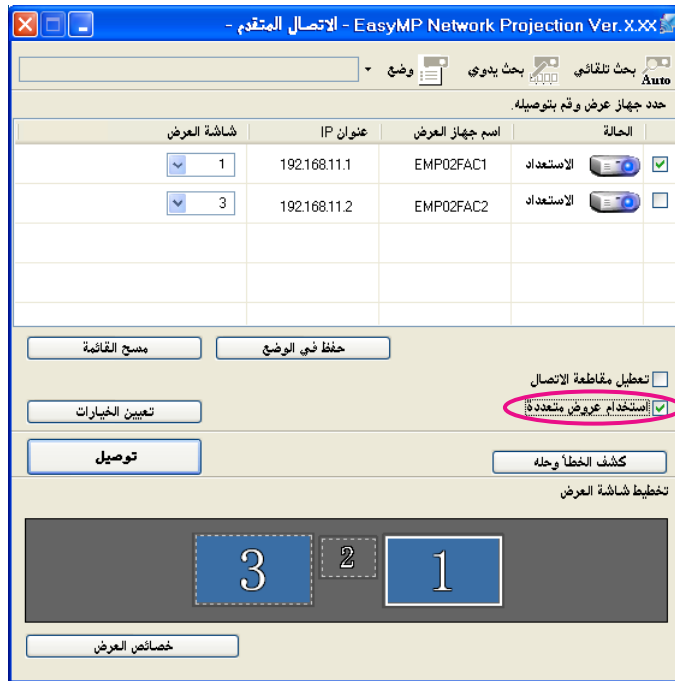 EasyMP Network Projection Ver.X.XX - الاتصال المتقدم -
Auto بحث تلقائي بحث يدوي وضع
حدد جهاز عرض وقم بتوصيله.
الحالة اسم جهاز العرض عنوان IP شاشة العرض
الاستعداد EMP02FAC1 192.168.11.1 1
الاستعداد EMP02FAC2 192.168.11.2 3
حفظ في الوضع مسح القائمة
تعطيل مقاطعة الاتصال
استخدام عروض متعددة تعيين الخيارات
كشف الخطأ وحله توصيل
تخطيط شاشة العرض
3 2 1
خصائص العرض